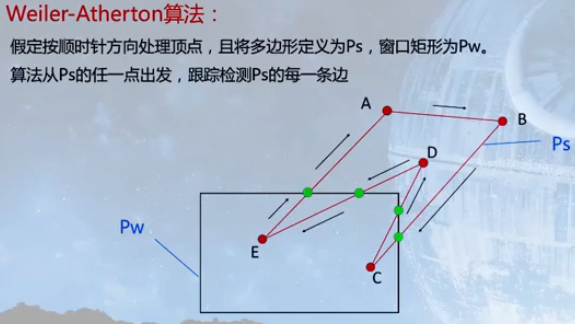 Weiler-Atherton算法：
假定按顺时针方向处理顶点，且将多边形定义为Ps，窗口矩形为Pw。
算法从Ps的任一点出发，跟踪检测Ps的每一条边
A
B
D
Ps
Pw
E
C